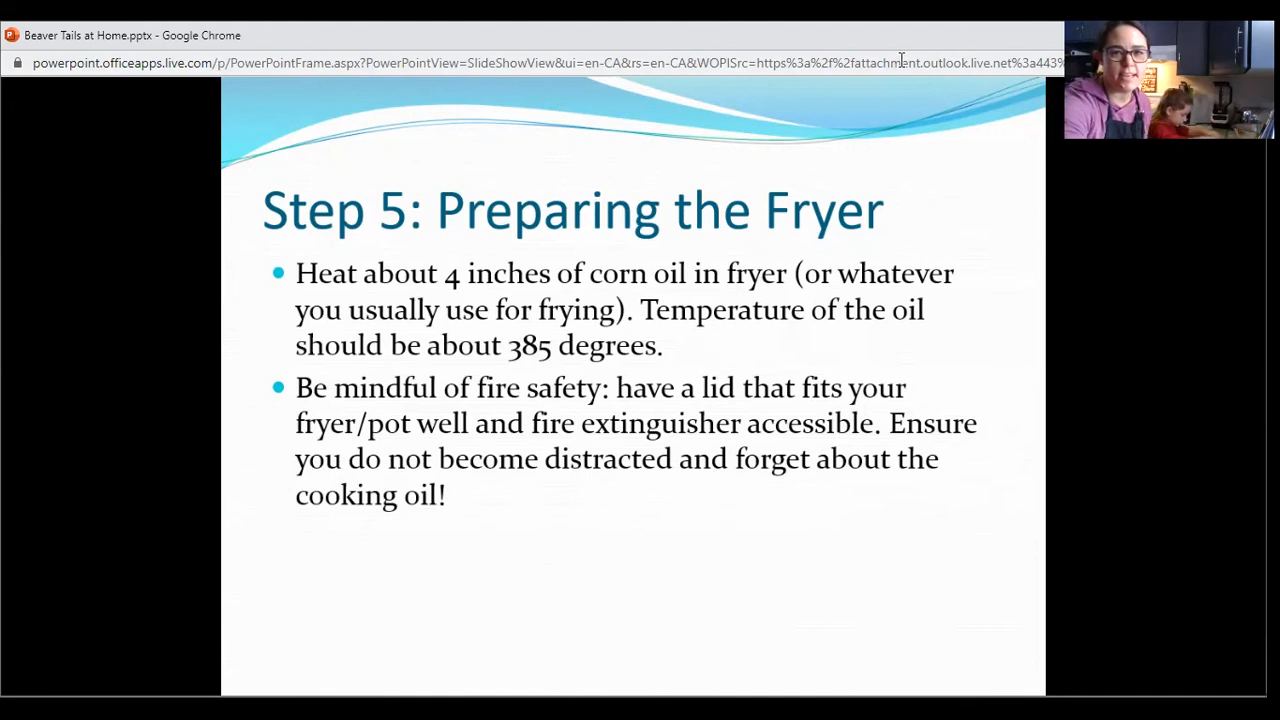 Beaver Tails at Home.pptx - Google Chrome
powerpoint.officeapps.live.com/p/PowerPointFrame.aspx?PowerPointView=SlideShowView&ui=en-CA&rs=en-CA&WOPISrc=https%3a%2f%2fattachment.outlook.live.net%3a443%
Step 5: Preparing the Fryer
Heat about 4 inches of corn oil in fryer (or whatever
you usually use for frying). Temperature of the oil
should be about 385 degrees.
Be mindful of fire safety: have a lid that fits your
fryer/pot well and fire extinguisher accessible. Ensure
you do not become distracted and forget about the
cooking oil!